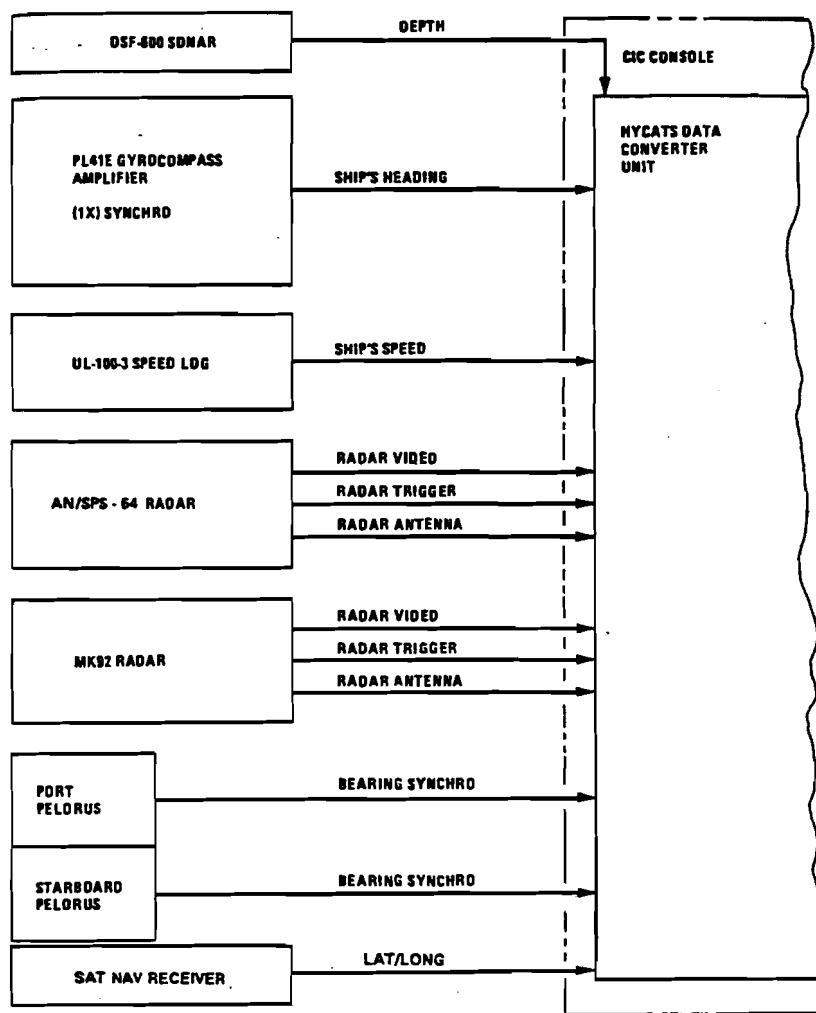 DSF-600 SONAR
DEPTH
CIC CONSOLE
HYCATS DATA
CONVERTER
UNIT
PL41E GYROCOMPASS
AMPLIFIER
(1X) SYNCHRO
SHIP'S HEADING
UL-100-3 SPEED LOG
SHIP'S SPEED
AN/SPS - 64 RADAR
RADAR VIDEO
RADAR TRIGGER
RADAR ANTENNA
MK92 RADAR
RADAR VIDEO
RADAR TRIGGER
RADAR ANTENNA
PORT
PELORUS
BEARING SYNCHRO
STARBOARD
PELORUS
BEARING SYNCHRO
SAT NAV RECEIVER
LAT/LONG